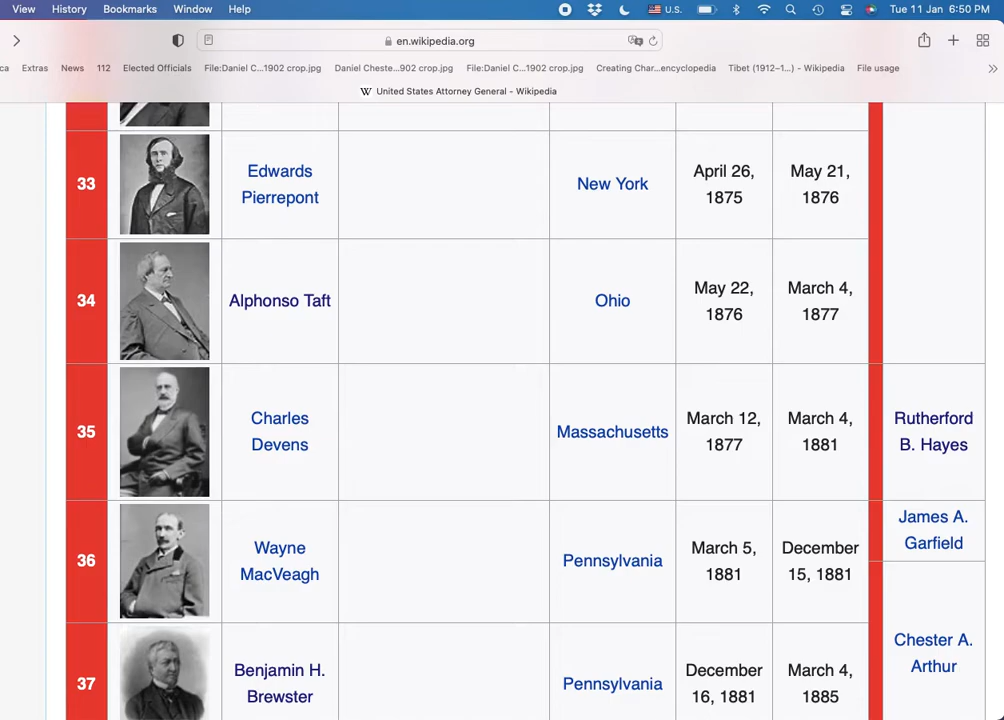 View History Bookmarks Window Help U.S. Tue 11 Jan 6:50 PM
en.wikipedia.org
ca Extras News 112 Elected Officials File:Daniel C...1902 crop.jpg Daniel Cheste...902 crop.jpg File:Daniel C...1902 crop.jpg Creating Char...encyclopedia Tibet (1912–1...) - Wikipedia File usage
W United States Attorney General - Wikipedia
33 Edwards Pierrepont New York April 26, 1875 May 21, 1876
34 Alphonso Taft Ohio May 22, 1876 March 4, 1877
35 Charles Devens Massachusetts March 12, 1877 March 4, 1881 Rutherford B. Hayes
36 Wayne MacVeagh Pennsylvania March 5, 1881 December 15, 1881 James A. Garfield
37 Benjamin H. Brewster Pennsylvania December 16, 1881 March 4, 1885 Chester A. Arthur